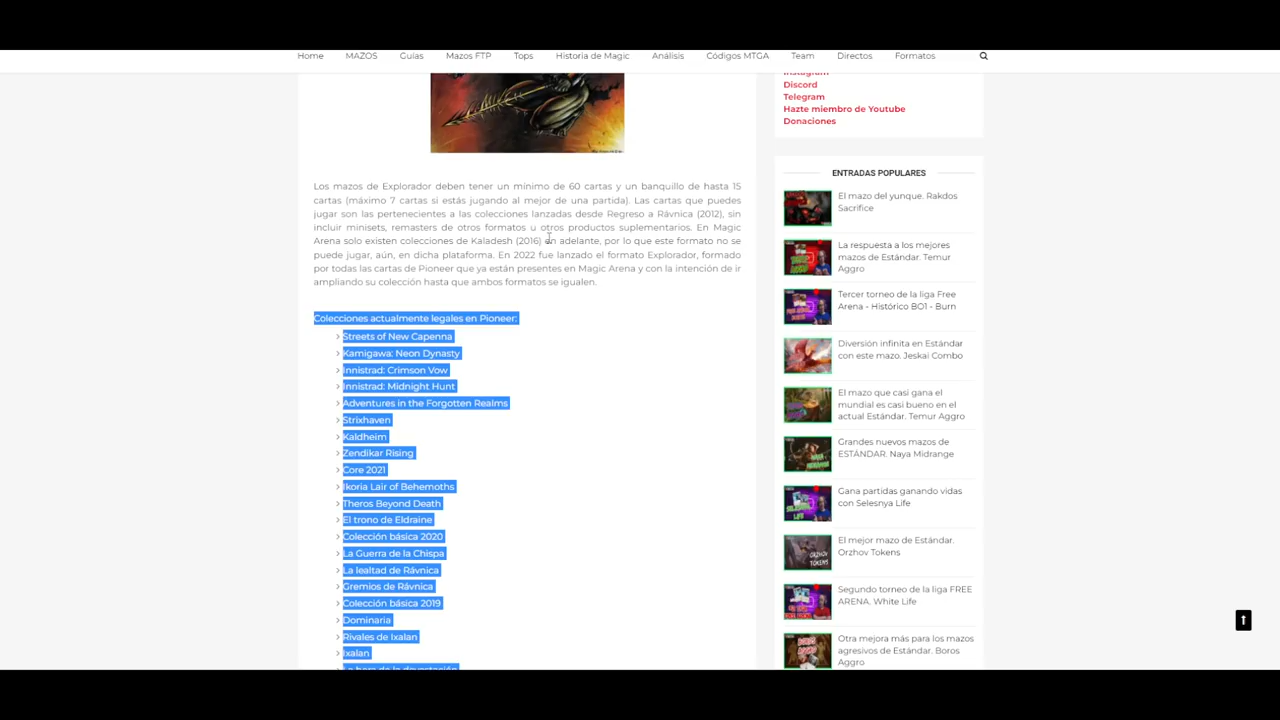 Home MAZOS Guías Mazos FTP Tops Historia de Magic Análisis Códigos MTGA Team Directos Formatos
Los mazos de Explorador deben tener un mínimo de 60 cartas y un banquillo de hasta 15
cartas (máximo 7 cartas si estás jugando al mejor de una partida). Las cartas que puedes
jugar son las pertenecientes a las colecciones lanzadas desde Regreso a Rávnica (2012), sin
incluir minisets, remasters de otros formatos u otros productos suplementarios. En Magic
Arena solo existen colecciones de Kaladesh (2016) en adelante, por lo que este formato no se
puede jugar, aún, en dicha plataforma. En 2022 fue lanzado el formato Explorador, formado
por todas las cartas de Pioneer que ya están presentes en Magic Arena y con la intención de ir
ampliando su colección hasta que ambos formatos se igualen.
Colecciones actualmente legales en Pioneer:
Streets of New Capenna
Kamigawa: Neon Dynasty
Innistrad: Crimson Vow
Innistrad: Midnight Hunt
Adventures in the Forgotten Realms
Strixhaven
Kaldheim
Zendikar Rising
Core 2021
Ikoria Lair of Behemoths
Theros Beyond Death
El trono de Eldraine
Colección básica 2020
La Guerra de la Chispa
La lealtad de Rávnica
Gremios de Rávnica
Colección básica 2019
Dominaria
Rivales de Ixalan
Ixalan
La hora de la devastación
Instagram
Discord
Telegram
Hazte miembro de Youtube
Donaciones
ENTRADAS POPULARES
El mazo del yunque. Rakdos
Sacrifice
La respuesta a los mejores
mazos de Estándar. Temur
Aggro
Tercer torneo de la liga Free
Arena - Histórico BO1 - Burn
Diversión infinita en Estándar
con este mazo. Jeskai Combo
El mazo que casi gana el
mundial es casi bueno en el
actual Estándar. Temur Aggro
Grandes nuevos mazos de
ESTÁNDAR. Naya Midrange
Gana partidas ganando vidas
con Selesnya Life
El mejor mazo de Estándar.
Orzhov Tokens
Segundo torneo de la liga FREE
ARENA. White Life
Otra mejora más para los mazos
agresivos de Estándar. Boros
Aggro